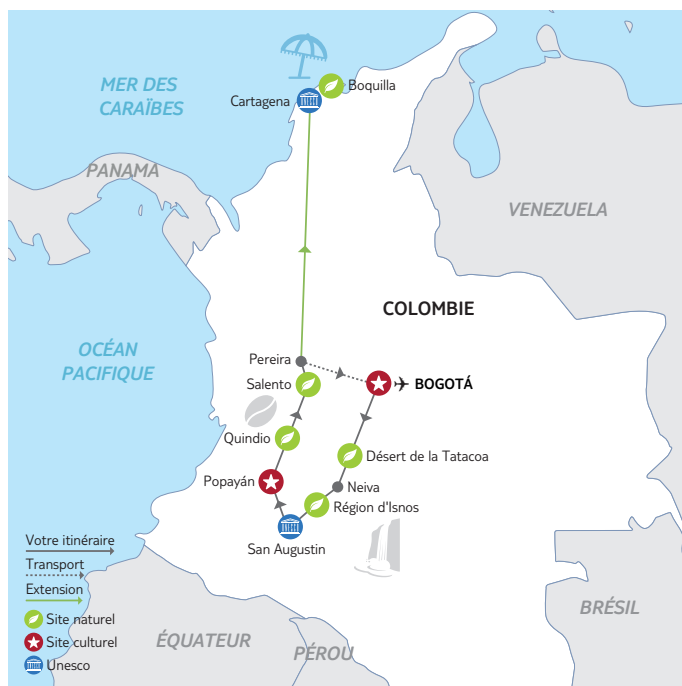 MER DES
CARAÏBES
Boquilla
Cartagena
PANAMA
VENEZUELA
COLOMBIE
OCÉAN
PACIFIQUE
Pereira
Salento
BOGOTÁ
Quindio
Désert de la Tatacoa
Popayán
Neiva
Région d'Isnos
San Augustin
Votre itinéraire
Transport
Extension
Site naturel
Site culturel
Unesco
ÉQUATEUR
PÉROU
BRÉSIL